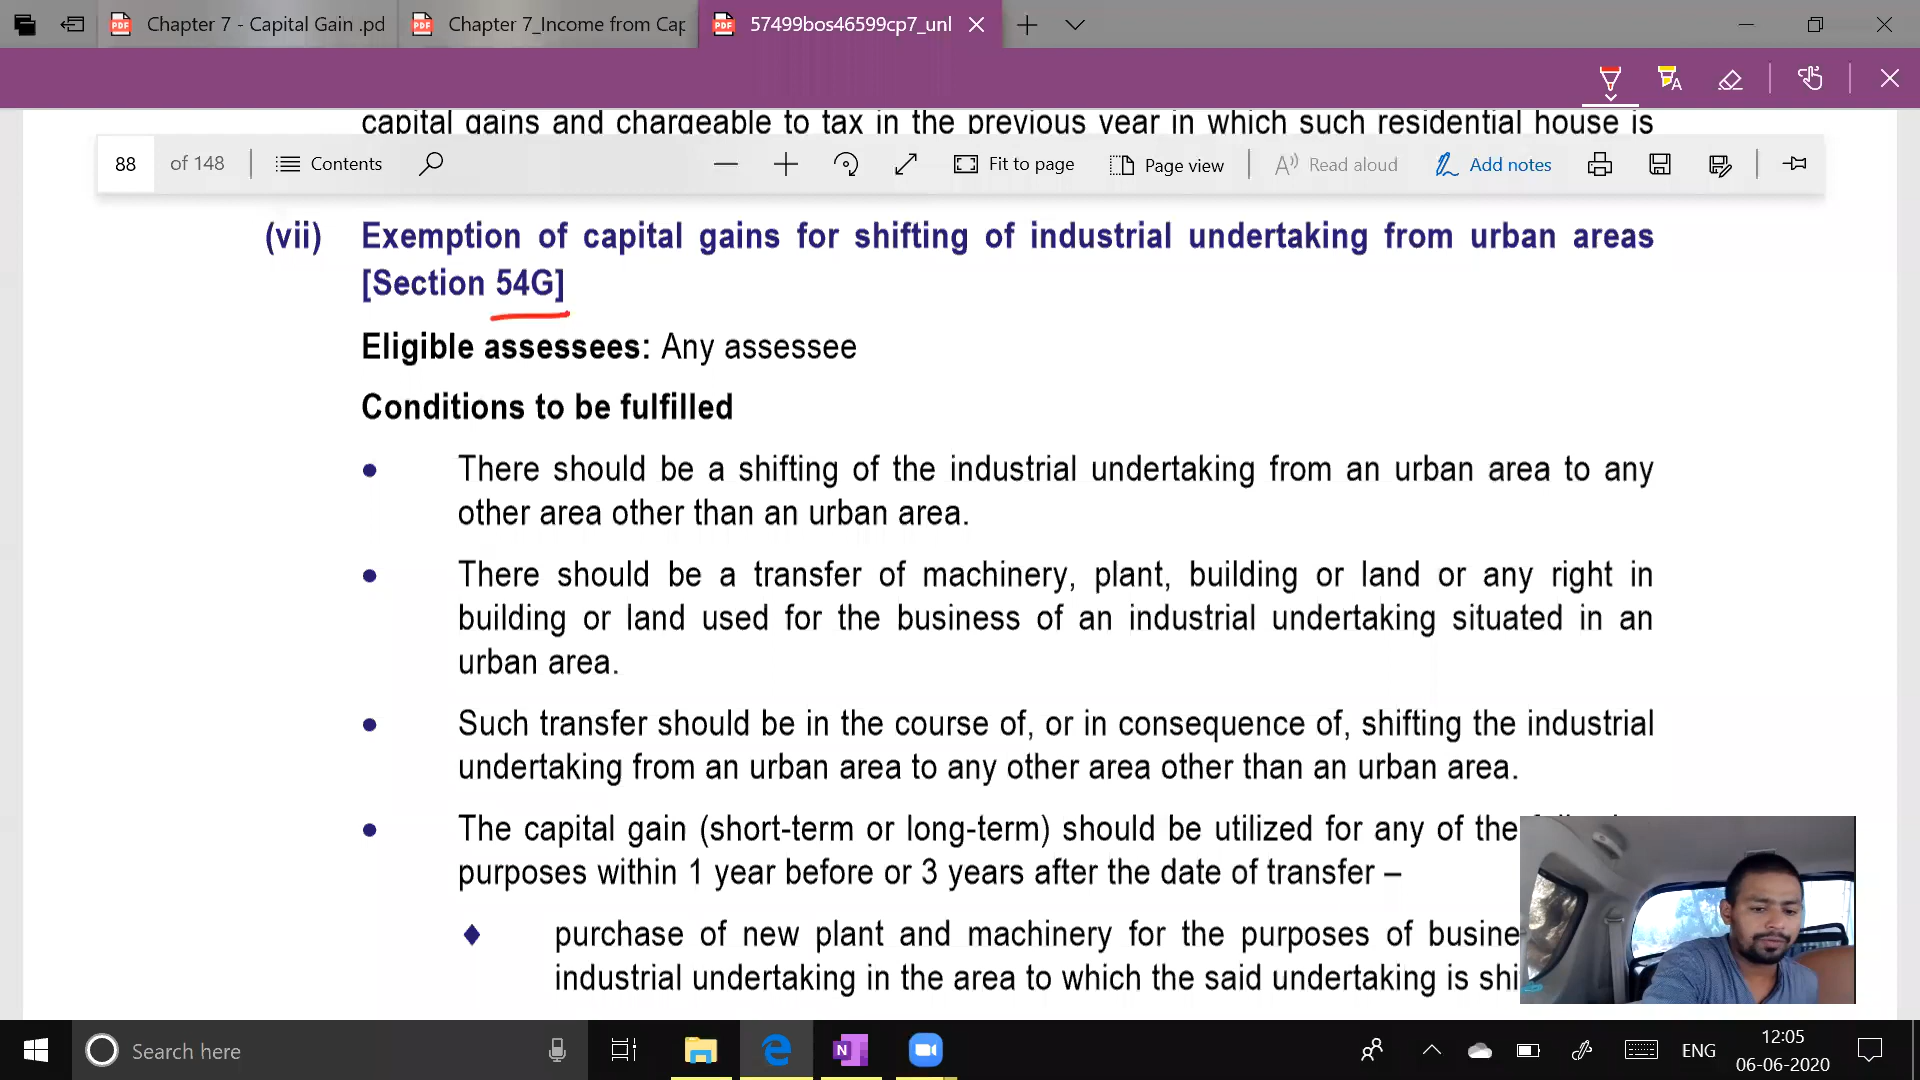 Chapter 7 - Capital Gain .pd
Chapter 7_Income from Cap
57499bos46599cp7_unl
capital gains and chargeable to tax in the previous year in which such residential house is
88 of 148 Contents Fit to page Page view Read aloud Add notes
(vii) Exemption of capital gains for shifting of industrial undertaking from urban areas
[Section 54G]
Eligible assessees: Any assessee
Conditions to be fulfilled
• There should be a shifting of the industrial undertaking from an urban area to any
other area other than an urban area.
• There should be a transfer of machinery, plant, building or land or any right in
building or land used for the business of an industrial undertaking situated in an
urban area.
• Such transfer should be in the course of, or in consequence of, shifting the industrial
undertaking from an urban area to any other area other than an urban area.
• The capital gain (short-term or long-term) should be utilized for any of the
purposes within 1 year before or 3 years after the date of transfer –
♦ purchase of new plant and machinery for the purposes of busine
industrial undertaking in the area to which the said undertaking is shi
Search here
ENG
12:05
06-06-2020